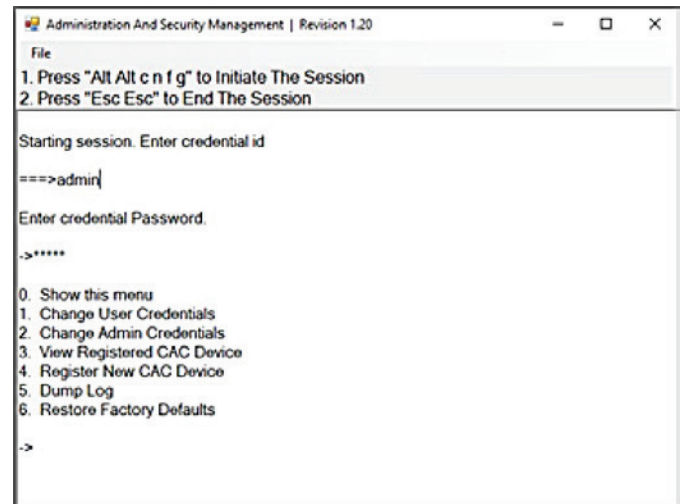 Administration And Security Management | Revision 1.20
File
1. Press "Alt Alt c n f g" to Initiate The Session
2. Press "Esc Esc" to End The Session
Starting session. Enter credential id
===>admin
Enter credential Password.
->*****
0. Show this menu
1. Change User Credentials
2. Change Admin Credentials
3. View Registered CAC Device
4. Register New CAC Device
5. Dump Log
6. Restore Factory Defaults
->